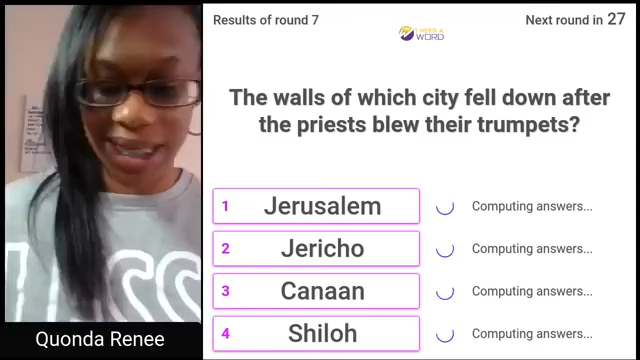 Results of round 7
I NEED A
WORD
Next round in 27
The walls of which city fell down after
the priests blew their trumpets?
1 Jerusalem Computing answers...
2 Jericho Computing answers...
3 Canaan Computing answers...
4 Shiloh Computing answers...
Quonda Renee